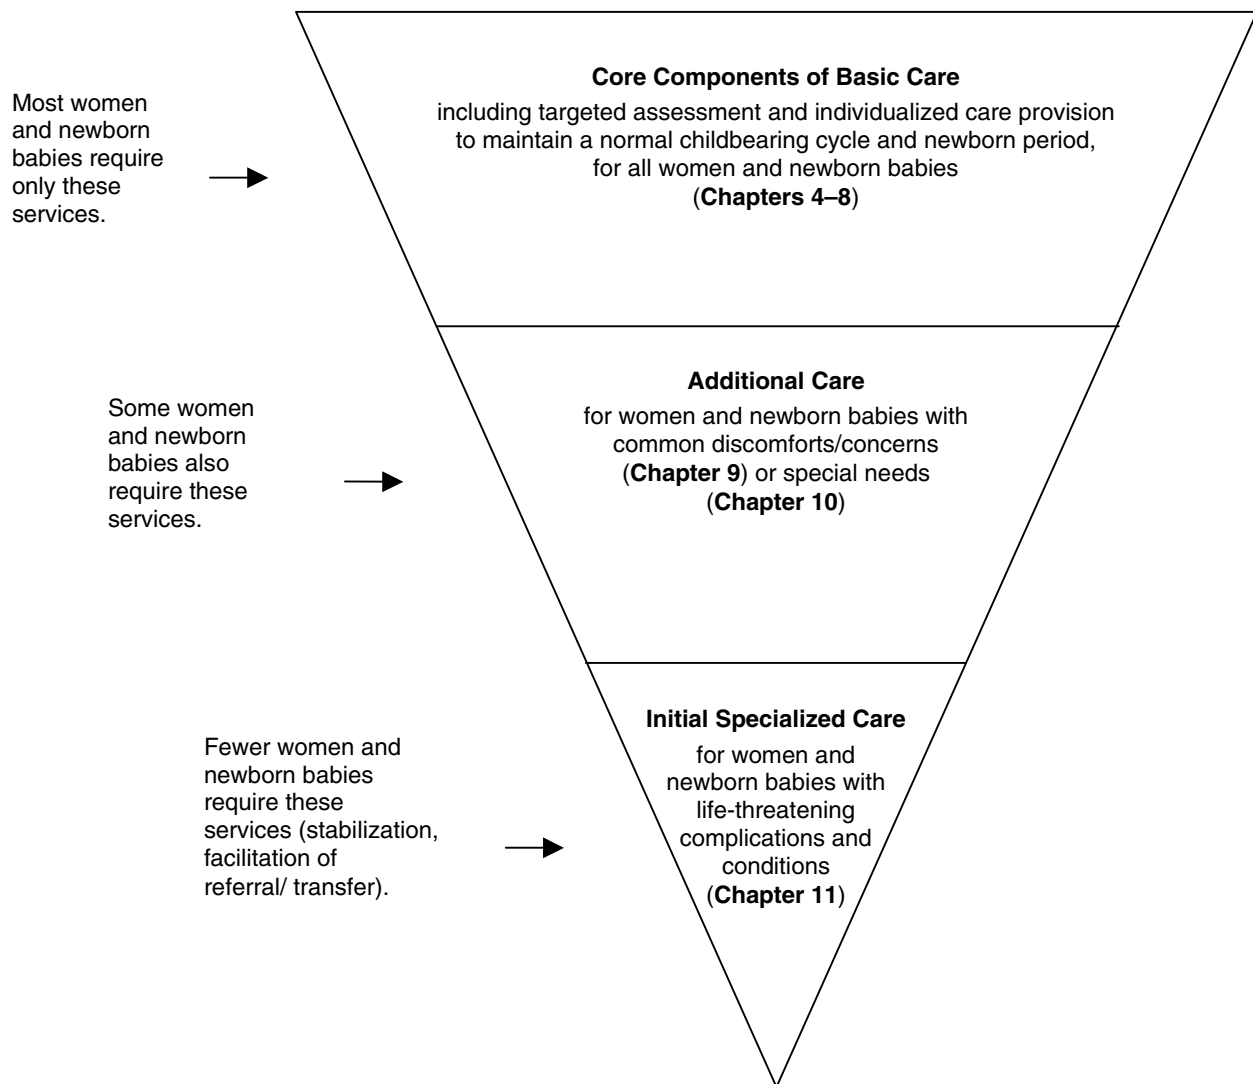 Most women
and newborn
babies require
only these
services.
Core Components of Basic Care
including targeted assessment and individualized care provision
to maintain a normal childbearing cycle and newborn period,
for all women and newborn babies
(Chapters 4–8)
Some women
and newborn
babies also
require these
services.
Additional Care
for women and newborn babies with
common discomforts/concerns
(Chapter 9) or special needs
(Chapter 10)
Fewer women and
newborn babies
require these
services (stabilization,
facilitation of
referral/ transfer).
Initial Specialized Care
for women and
newborn babies with
life-threatening
complications and
conditions
(Chapter 11)